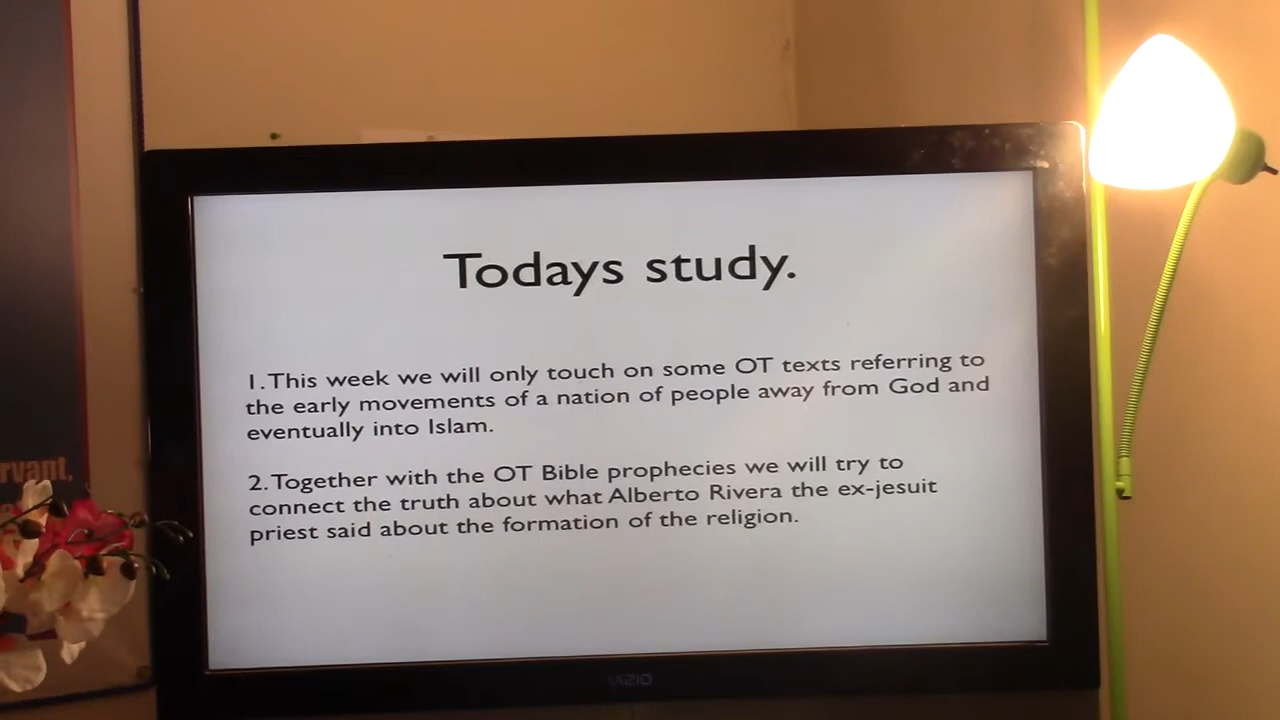 Todays study.
1. This week we will only touch on some OT texts referring to
the early movements of a nation of people away from God and
eventually into Islam.
2. Together with the OT Bible prophecies we will try to
connect the truth about what Alberto Rivera the ex-jesuit
priest said about the formation of the religion.
rvant.
VIZIO